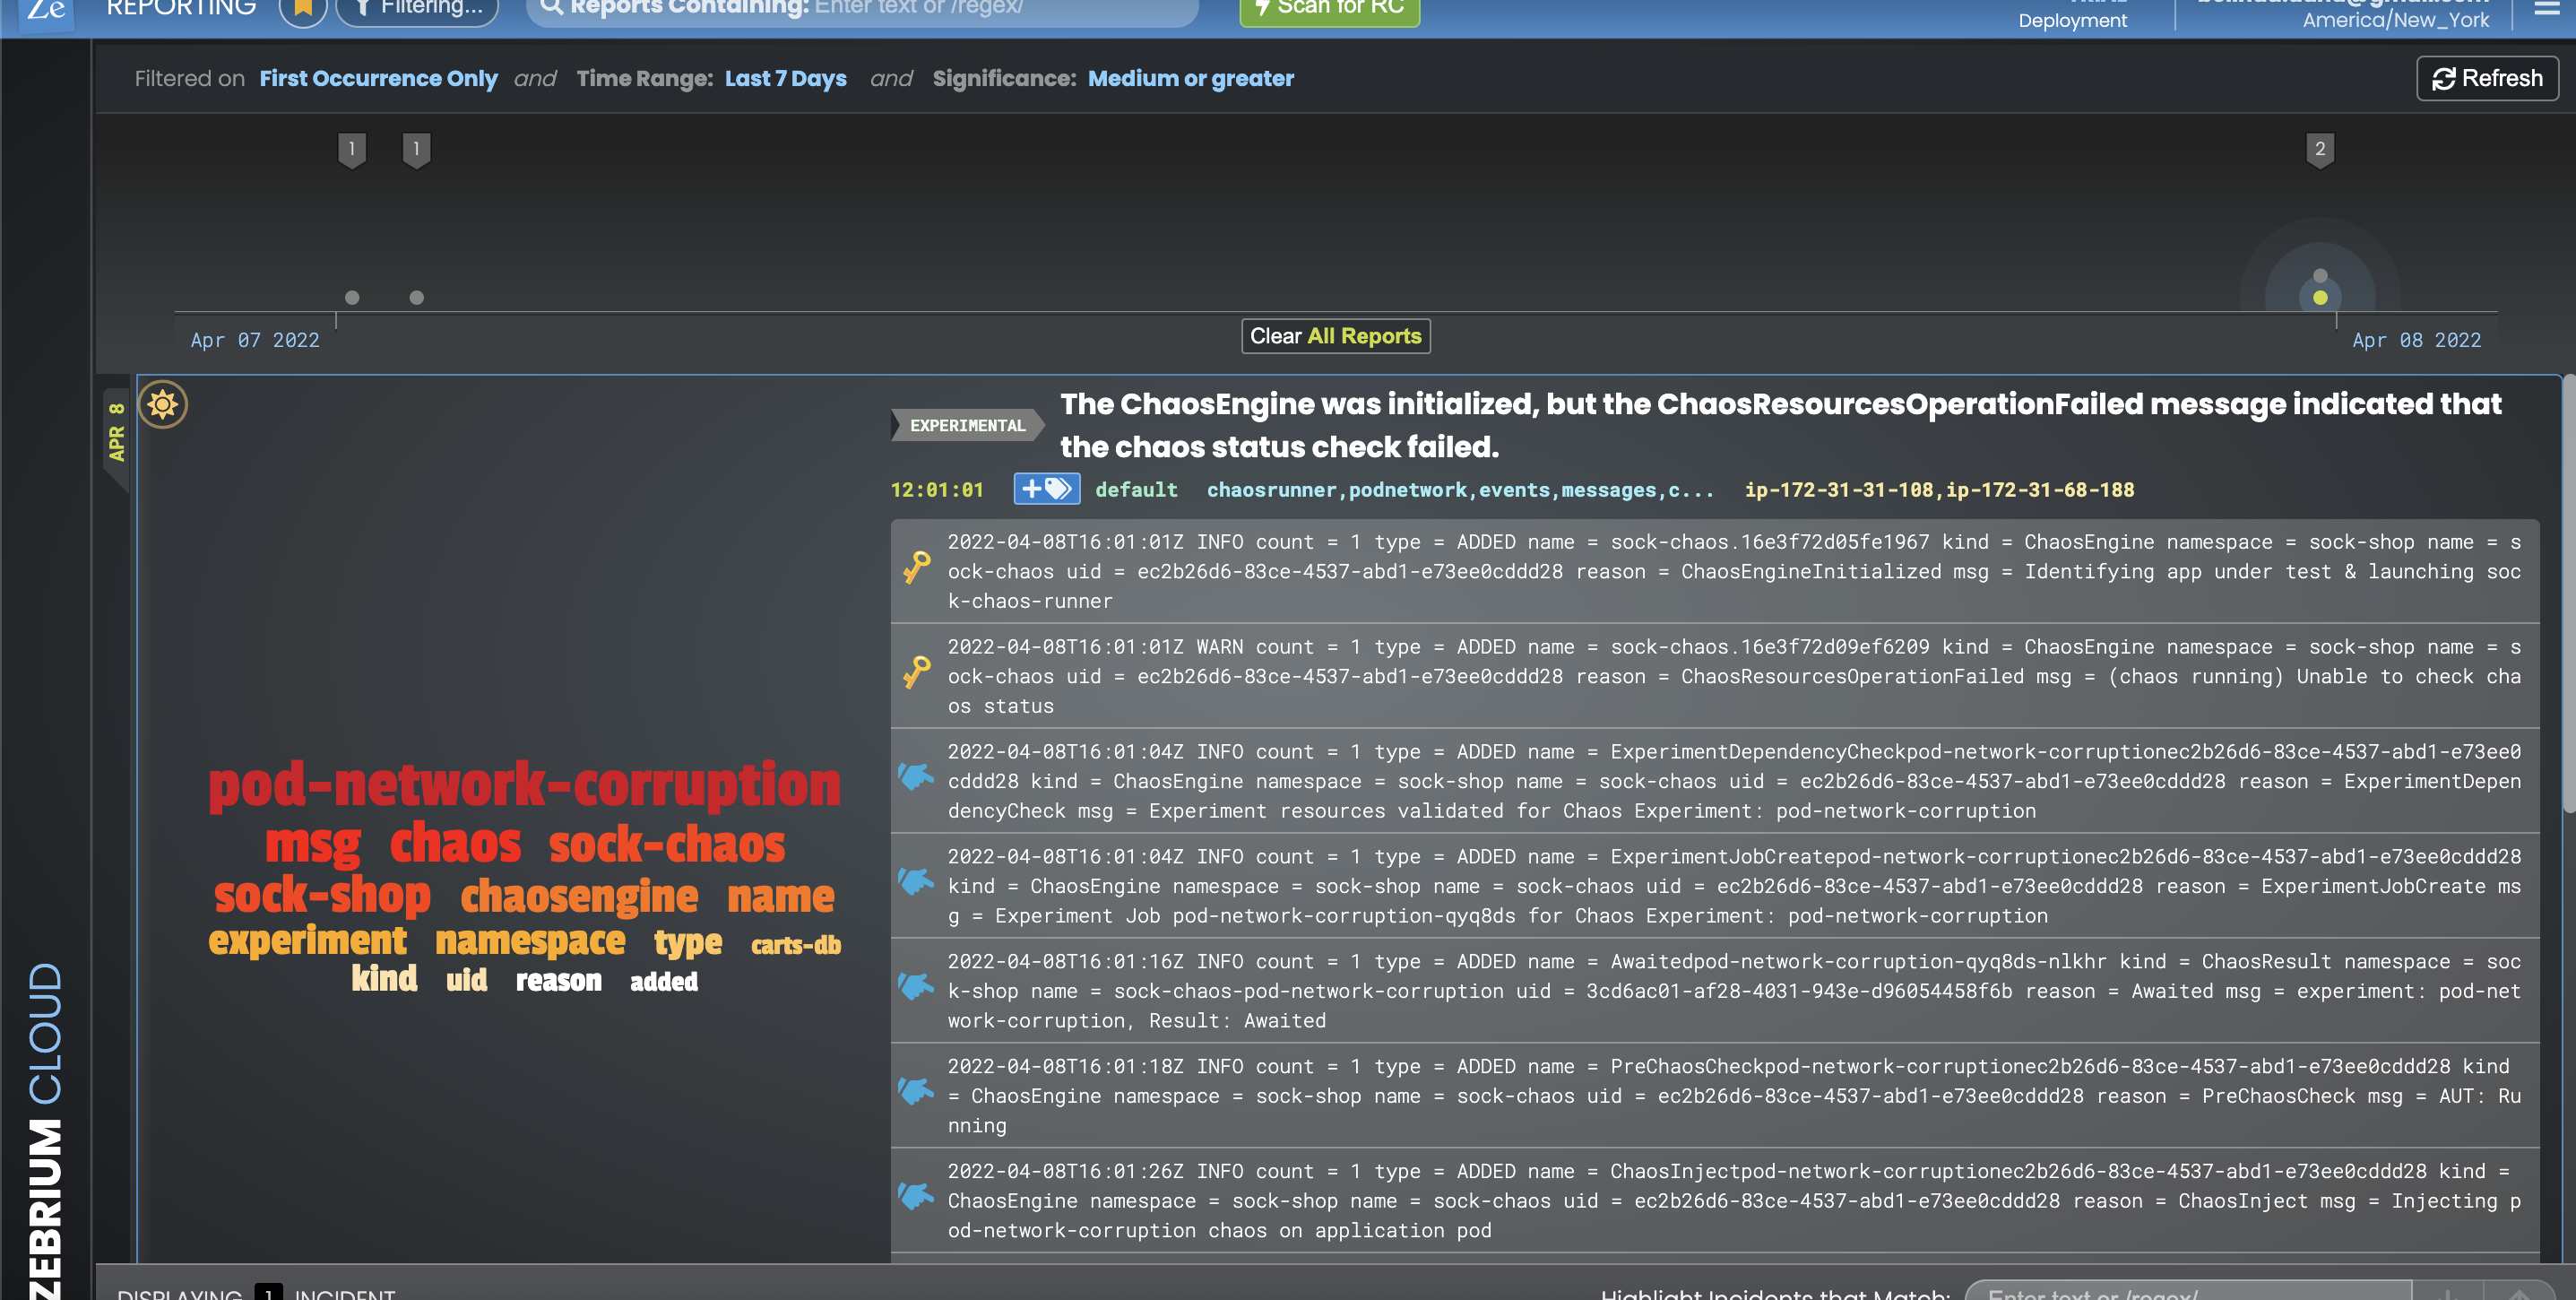 Ze
REPORTING
Filtering...
Reports Containing: Enter text or /regex/
Scan for RC
Deployment
America/New_York
Filtered on First Occurrence Only and Time Range: Last 7 Days and Significance: Medium or greater
Refresh
1
1
2
Apr 07 2022
Clear All Reports
Apr 08 2022
APR 8
EXPERIMENTAL
The ChaosEngine was initialized, but the ChaosResourcesOperationFailed message indicated that
the chaos status check failed.
12:01:01 default chaosrunner,podnetwork,events,messages,c... ip-172-31-31-108,ip-172-31-68-188
2022-04-08T16:01:01Z INFO count = 1 type = ADDED name = sock-chaos.16e3f72d05fe1967 kind = ChaosEngine namespace = sock-shop name = s
ock-chaos uid = ec2b26d6-83ce-4537-abd1-e73ee0cddd28 reason = ChaosEngineInitialized msg = Identifying app under test & launching soc
k-chaos-runner
2022-04-08T16:01:01Z WARN count = 1 type = ADDED name = sock-chaos.16e3f72d09ef6209 kind = ChaosEngine namespace = sock-shop name = s
ock-chaos uid = ec2b26d6-83ce-4537-abd1-e73ee0cddd28 reason = ChaosResourcesOperationFailed msg = (chaos running) Unable to check cha
os status
2022-04-08T16:01:04Z INFO count = 1 type = ADDED name = ExperimentDependencyCheckpod-network-corruptionec2b26d6-83ce-4537-abd1-e73ee0
cddd28 kind = ChaosEngine namespace = sock-shop name = sock-chaos uid = ec2b26d6-83ce-4537-abd1-e73ee0cddd28 reason = ExperimentDepen
dencyCheck msg = Experiment resources validated for Chaos Experiment: pod-network-corruption
2022-04-08T16:01:04Z INFO count = 1 type = ADDED name = ExperimentJobCreatepod-network-corruptionec2b26d6-83ce-4537-abd1-e73ee0cddd28
kind = ChaosEngine namespace = sock-shop name = sock-chaos uid = ec2b26d6-83ce-4537-abd1-e73ee0cddd28 reason = ExperimentJobCreate ms
g = Experiment Job pod-network-corruption-qyq8ds for Chaos Experiment: pod-network-corruption
2022-04-08T16:01:16Z INFO count = 1 type = ADDED name = Awaitedpod-network-corruption-qyq8ds-nlkhr kind = ChaosResult namespace = soc
k-shop name = sock-chaos-pod-network-corruption uid = 3cd6ac01-af28-4031-943e-d96054458f6b reason = Awaited msg = experiment: pod-net
work-corruption, Result: Awaited
2022-04-08T16:01:18Z INFO count = 1 type = ADDED name = PreChaosCheckpod-network-corruptionec2b26d6-83ce-4537-abd1-e73ee0cddd28 kind
= ChaosEngine namespace = sock-shop name = sock-chaos uid = ec2b26d6-83ce-4537-abd1-e73ee0cddd28 reason = PreChaosCheck msg = AUT: Ru
nning
2022-04-08T16:01:26Z INFO count = 1 type = ADDED name = ChaosInjectpod-network-corruptionec2b26d6-83ce-4537-abd1-e73ee0cddd28 kind =
ChaosEngine namespace = sock-shop name = sock-chaos uid = ec2b26d6-83ce-4537-abd1-e73ee0cddd28 reason = ChaosInject msg = Injecting p
od-network-corruption chaos on application pod
pod-network-corruption
msg chaos sock-chaos
sock-shop chaosengine name
experiment namespace type carts-db
kind uid reason added
ZEBRIUM CLOUD
DISPLAYING 1 INCIDENT
Highlight Incidents that Match: Enter text or /regex/